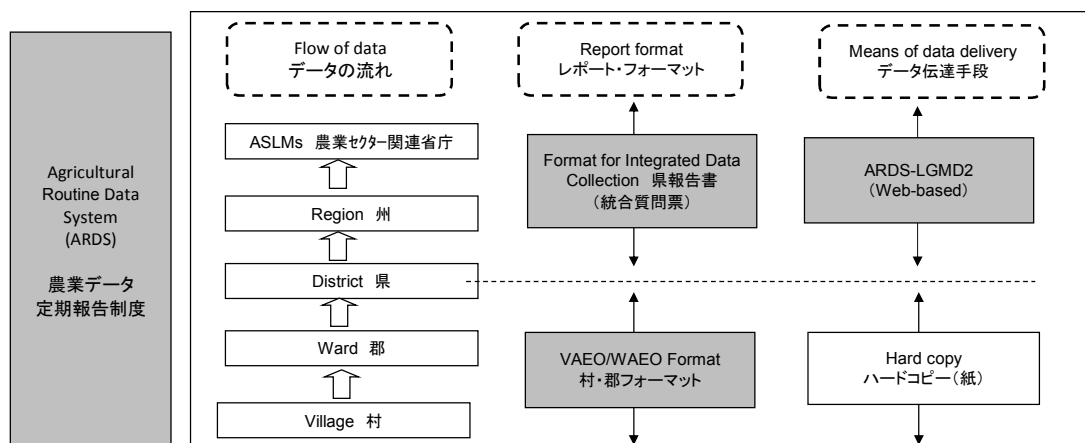 Agricultural
Routine Data
System
(ARDS)
農業データ
定期報告制度
Flow of data
データの流れ
ASLMs 農業セクター関連省庁
Region 州
District 県
Ward 郡
Village 村
Report format
レポート・フォーマット
Format for Integrated Data
Collection 県報告書
（統合質問票）
VAEO/WAEO Format
村・郡フォーマット
Means of data delivery
データ伝達手段
ARDS-LGMD2
（Web-based）
Hard copy
ハードコピー（紙）